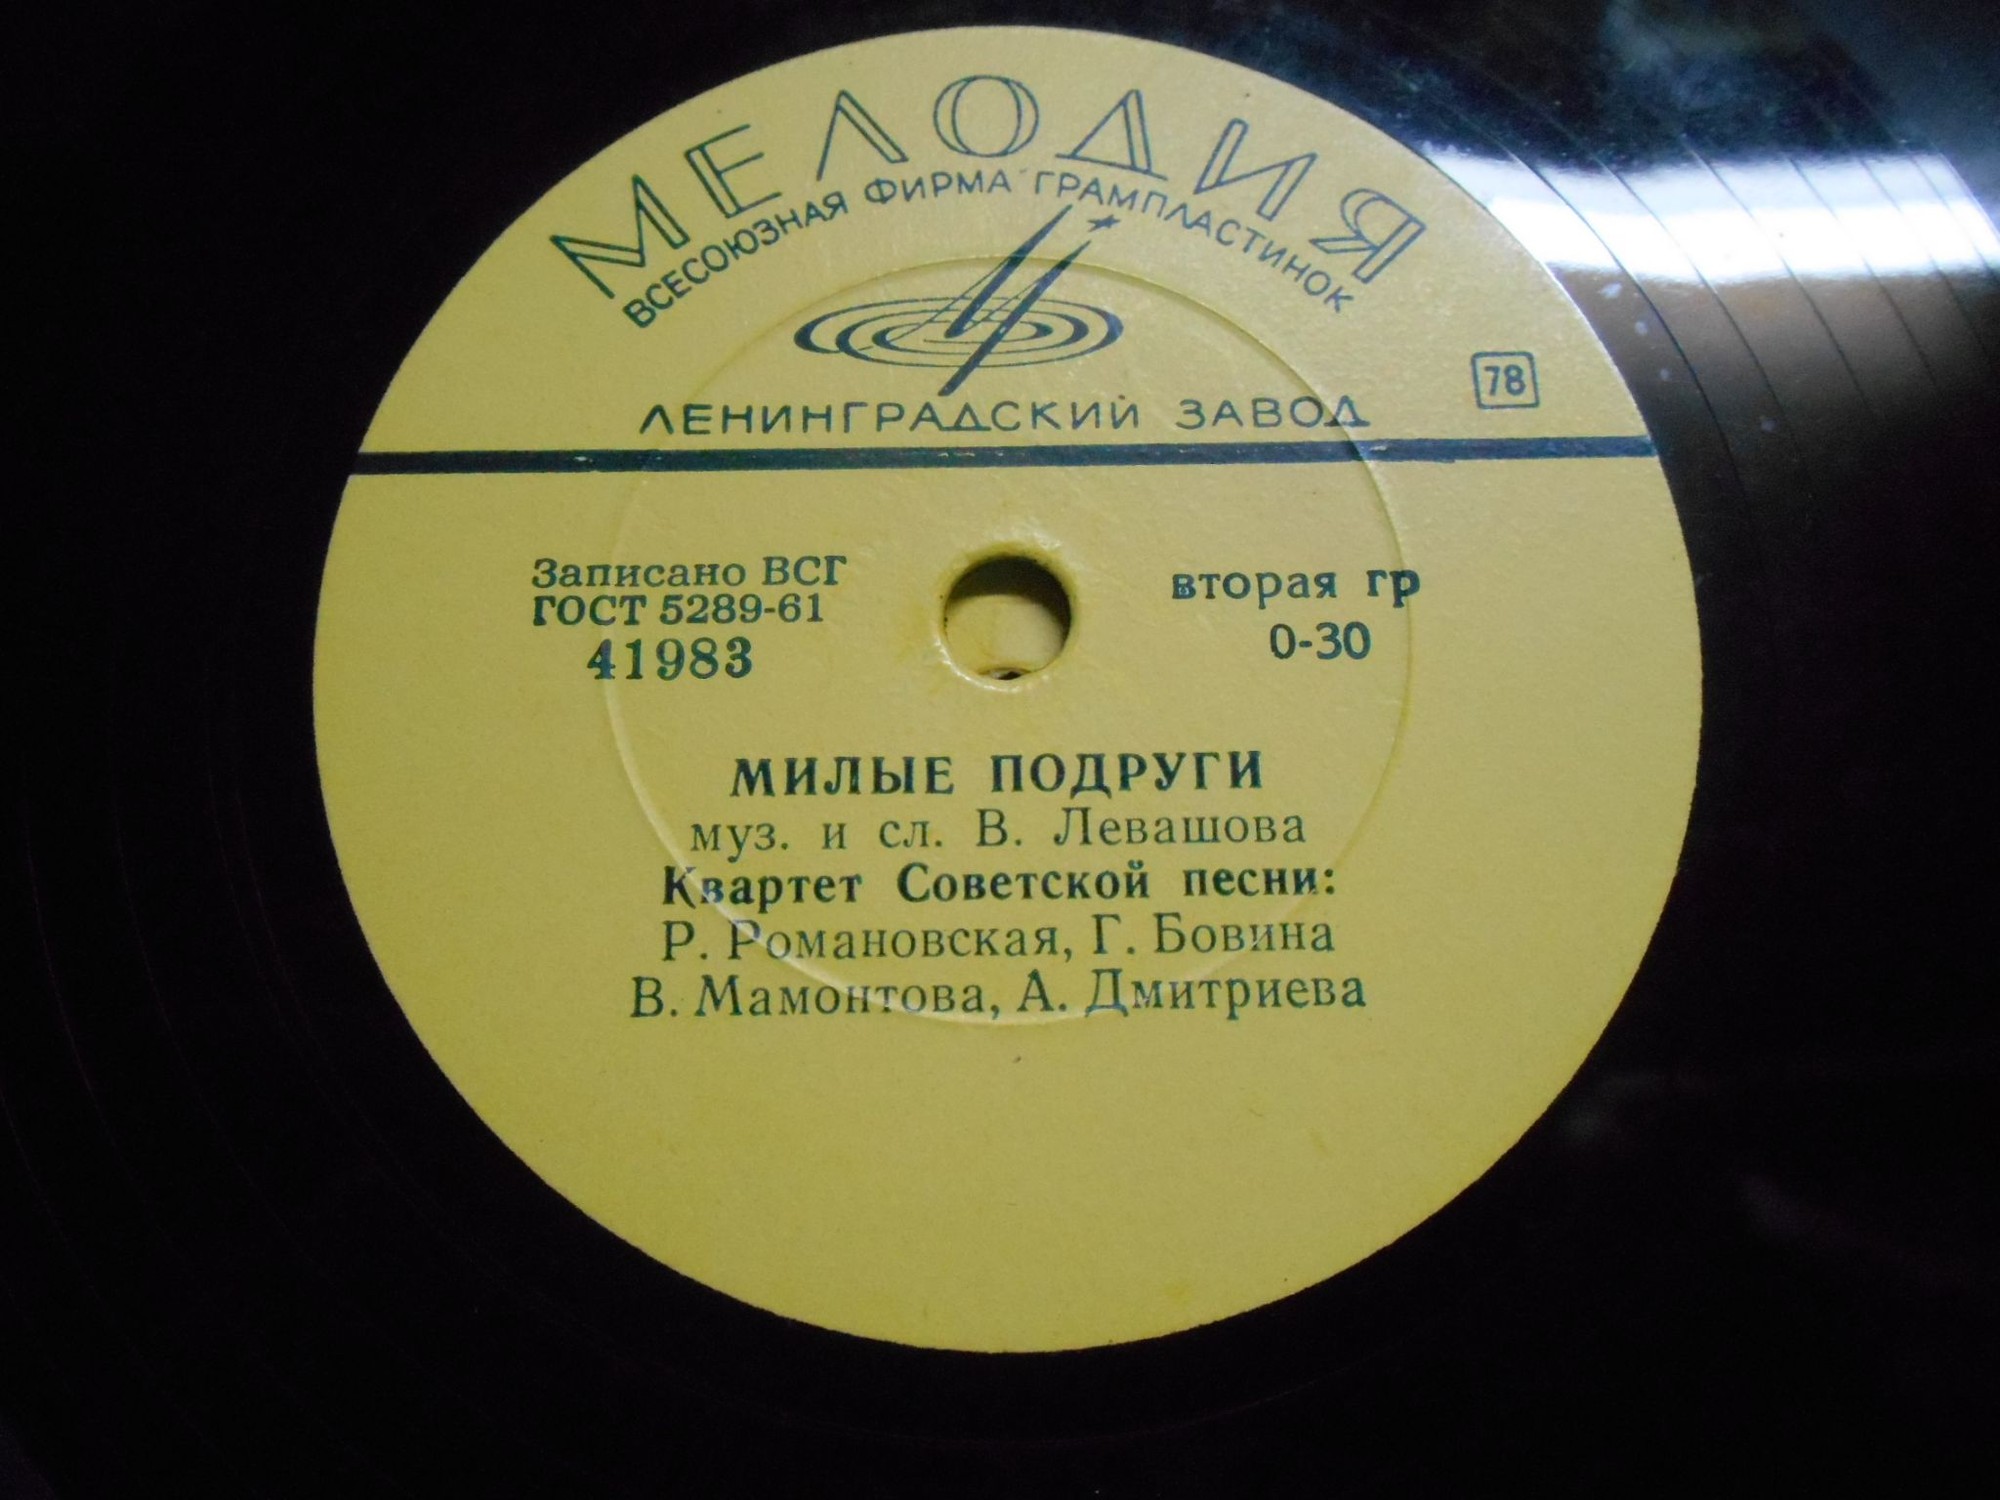 МЕЛОДИЯ
ВСЕСОЮЗНАЯ ФИРМА ГРАМПЛАСТИНОК
ЛЕНИНГРАДСКИЙ ЗАВОД
78
Записано ВСГ
ГОСТ 5289-61
41983
вторая гр
0-30
МИЛЫЕ ПОДРУГИ
муз. и сл. В. Левашова
Квартет Советской песни:
Р. Романовская, Г. Бовина
В. Мамонтова, А. Дмитриева